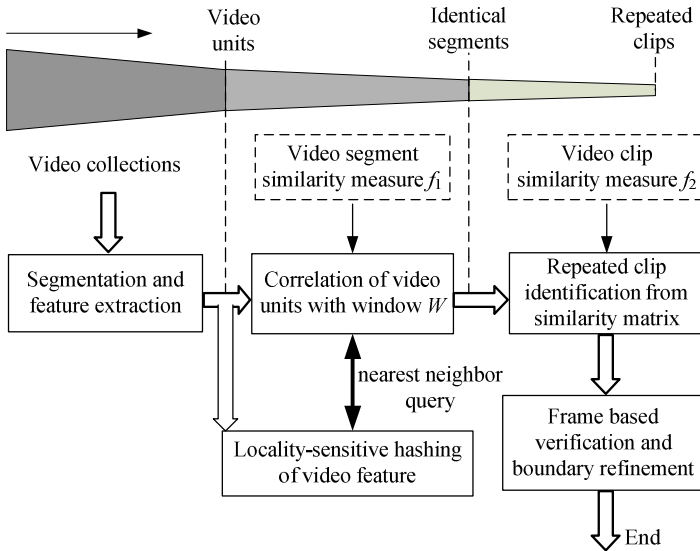 Video
units
Identical
segments
Repeated
clips
Video collections
Video segment
similarity measure f1
Video clip
similarity measure f2
Segmentation and
feature extraction
Correlation of video
units with window W
Repeated clip
identification from
similarity matrix
nearest neighbor
query
Locality-sensitive hashing
of video feature
Frame based
verification and
boundary refinement
End